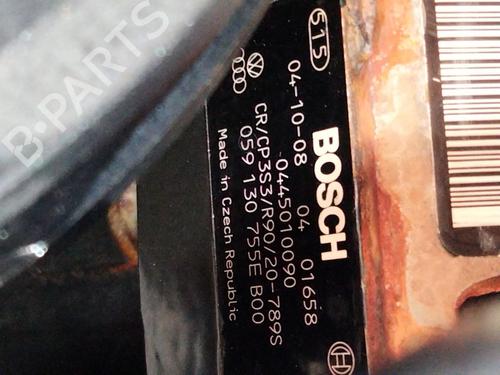 515
04-10-08 04 01658
BOSCH
0445010090
CR/CP3S3/R90/20-789S
059 130 755E B00
Made in Czech Republic
B-PARTS